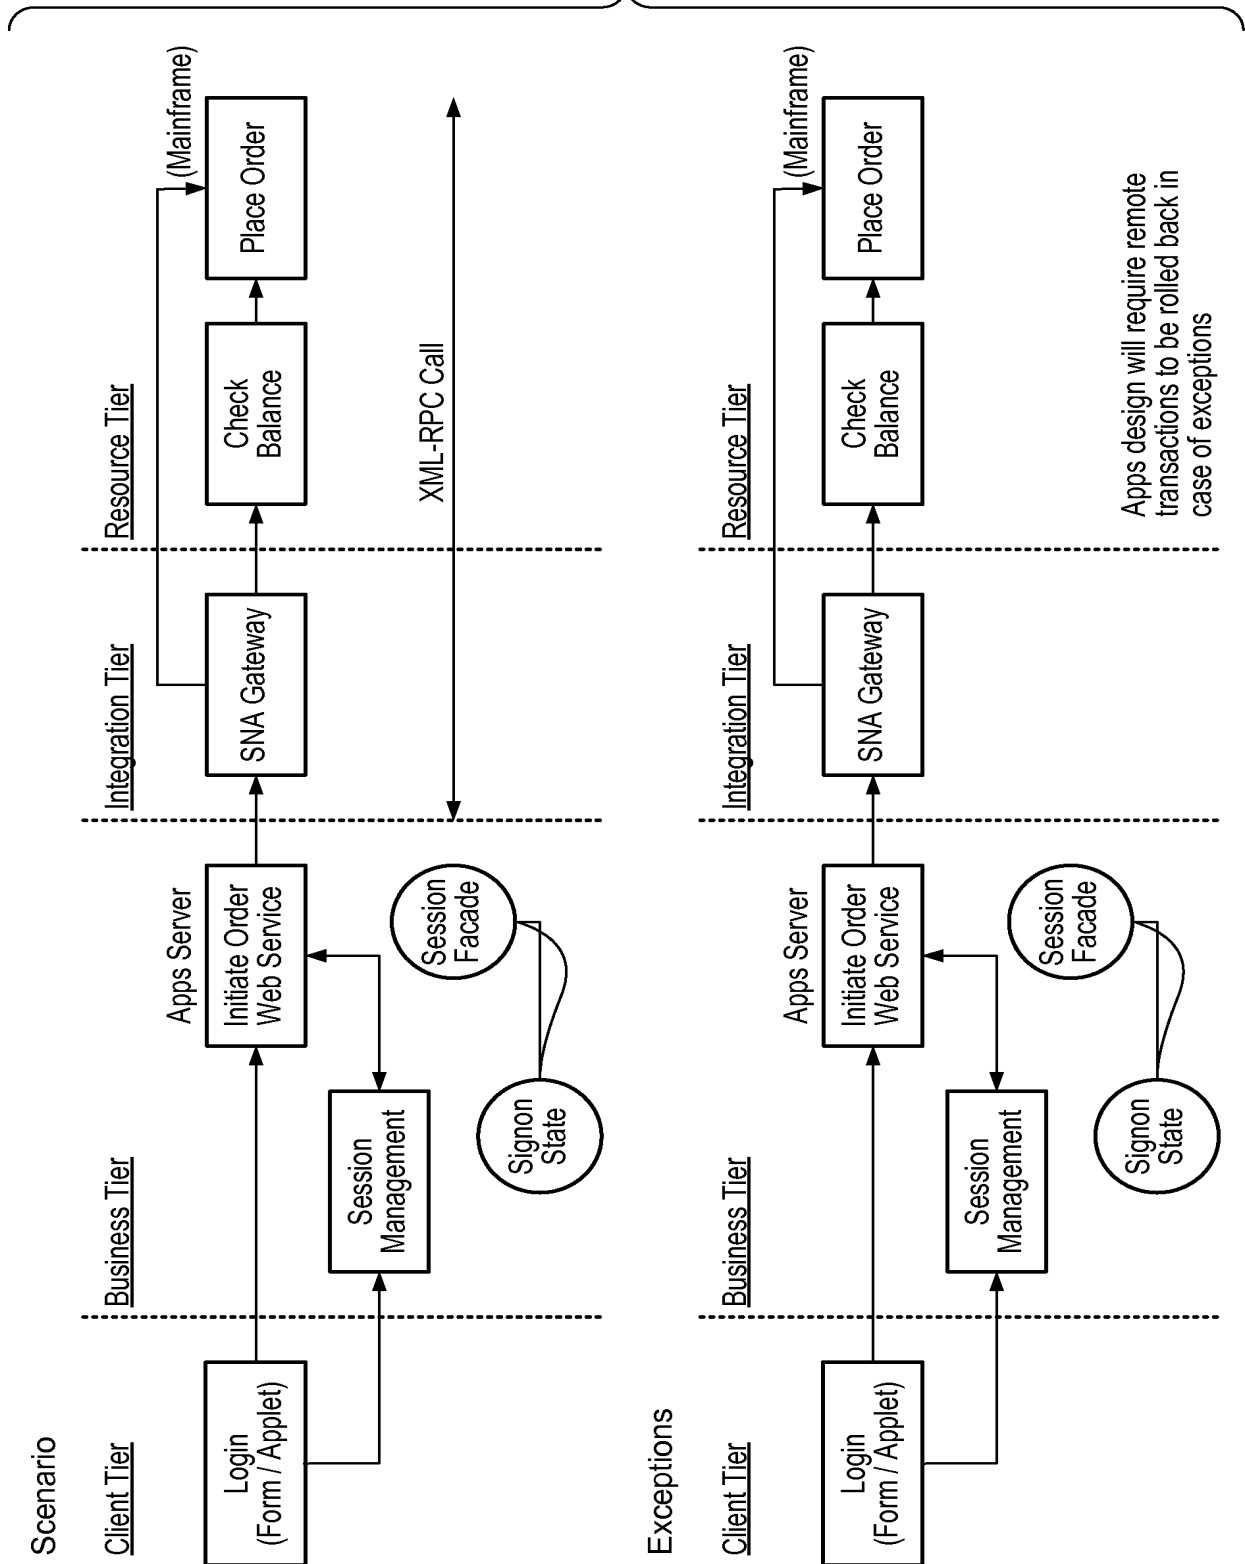 Scenario
Client Tier
Business Tier
Integration Tier
Resource Tier
Login
(Form / Applet)
Apps Server
Initiate Order
Web Service
SNA Gateway
Check
Balance
(Mainframe)
Place Order
Session
Management
Signon
State
Session
Facade
XML-RPC Call
Exceptions
Client Tier
Business Tier
Integration Tier
Resource Tier
Login
(Form / Applet)
Apps Server
Initiate Order
Web Service
SNA Gateway
Check
Balance
(Mainframe)
Place Order
Session
Management
Signon
State
Session
Facade
Apps design will require remote
transactions to be rolled back in
case of exceptions